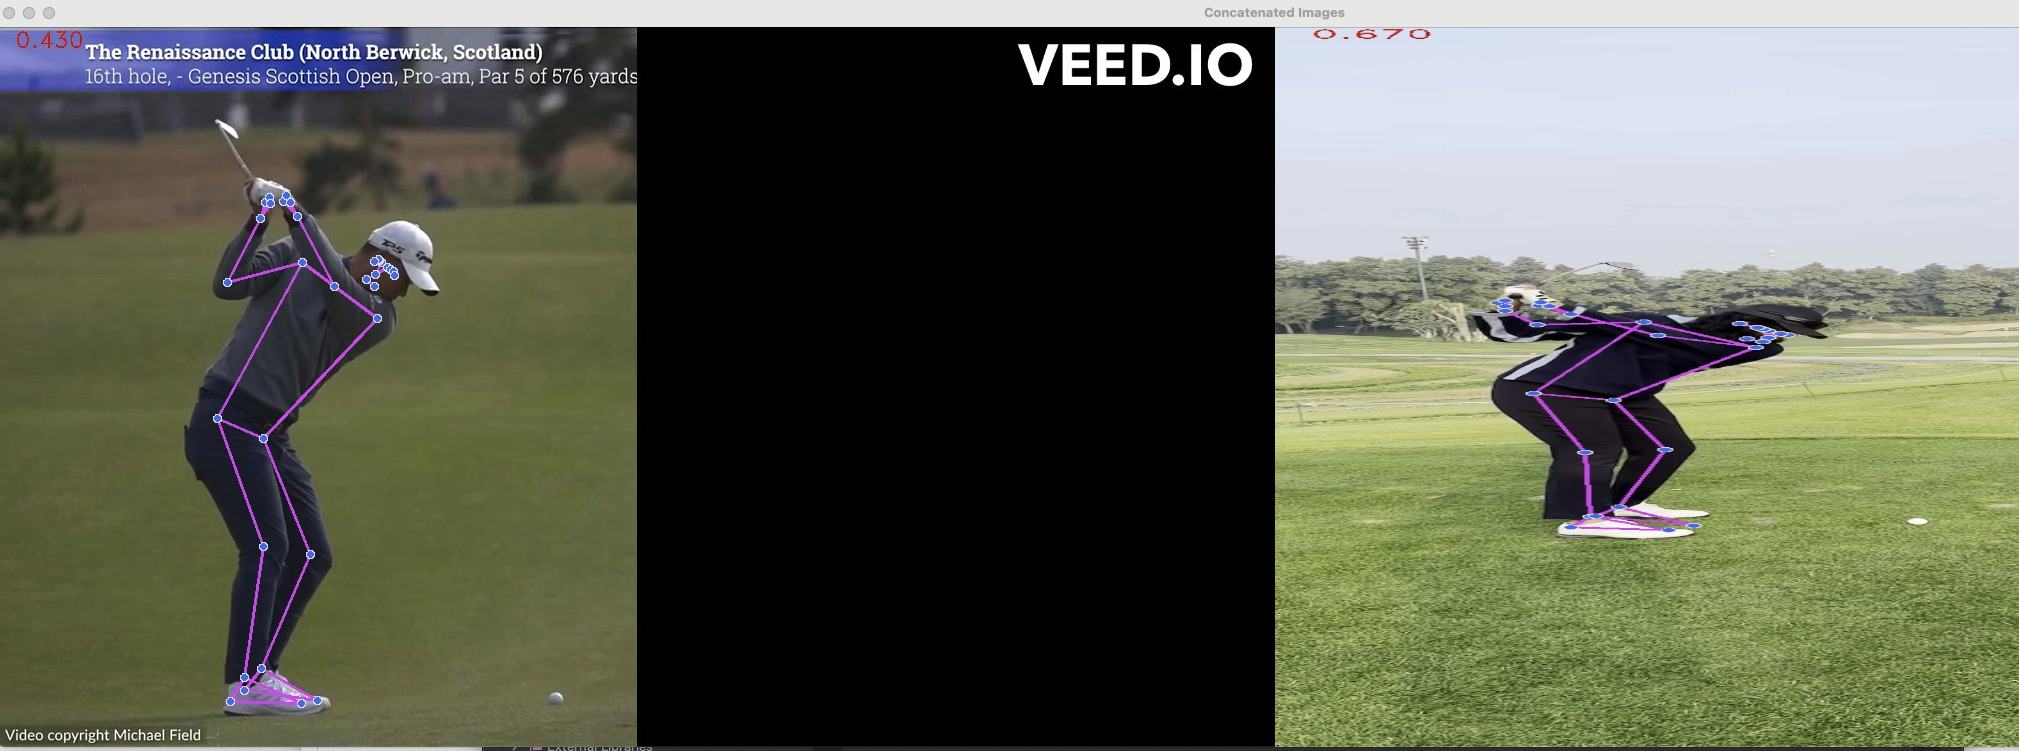 Concatenated Images
0.430
The Renaissance Club (North Berwick, Scotland)
16th hole, - Genesis Scottish Open, Pro-am, Par 5 of 576 yards
VEED.IO
0.670
TP5
Video copyright Michael Field
External Libraries